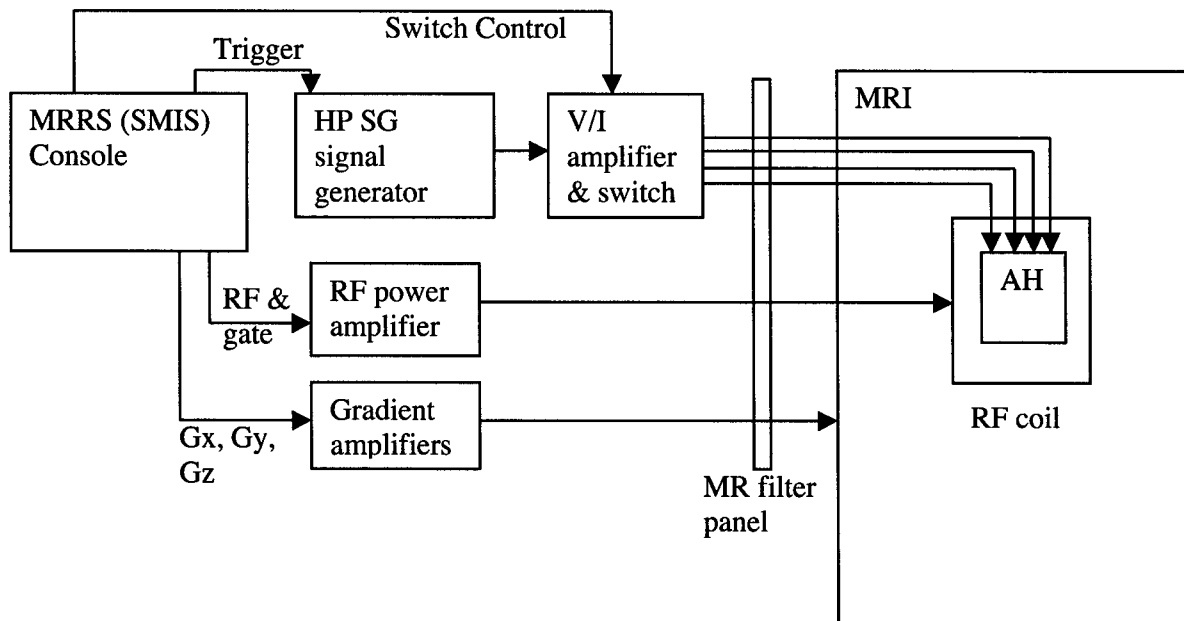 Switch Control
Trigger
MRRS (SMIS)
Console
HP SG
signal
generator
V/I
amplifier
& switch
MRI
AH
RF &
gate
RF power
amplifier
RF coil
Gx, Gy,
Gz
Gradient
amplifiers
MR filter
panel